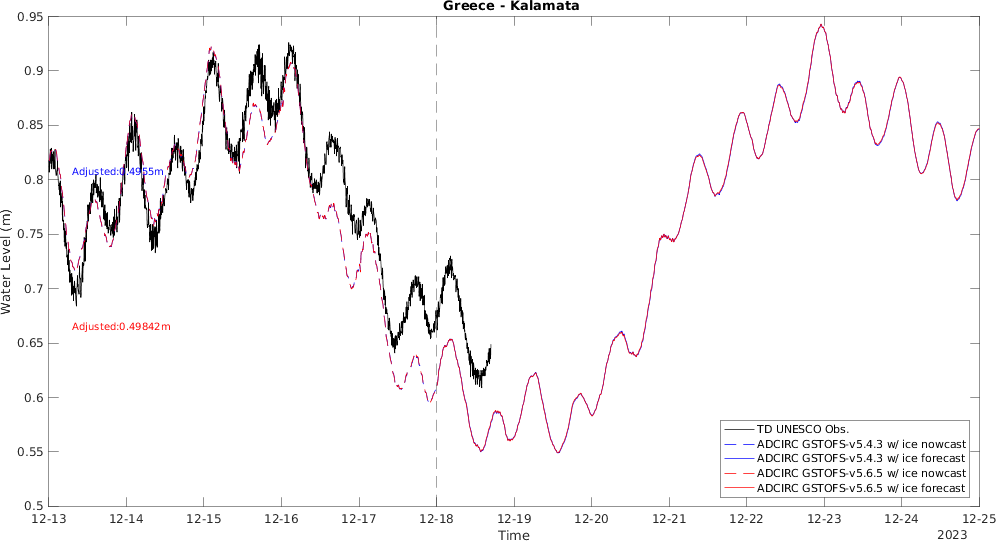 Greece - Kalamata
0.95
0.9
0.85
0.8
0.75
0.7
0.65
0.6
0.55
0.5
Water Level (m)
Adjusted:0.4955m
Adjusted:0.49842m
TD UNESCO Obs.
ADCIRC GSTOFS-v5.4.3 w/ ice nowcast
ADCIRC GSTOFS-v5.4.3 w/ ice forecast
ADCIRC GSTOFS-v5.6.5 w/ ice nowcast
ADCIRC GSTOFS-v5.6.5 w/ ice forecast
12-13 12-14 12-15 12-16 12-17 12-18 12-19 12-20 12-21 12-22 12-23 12-24 12-25
Time
2023